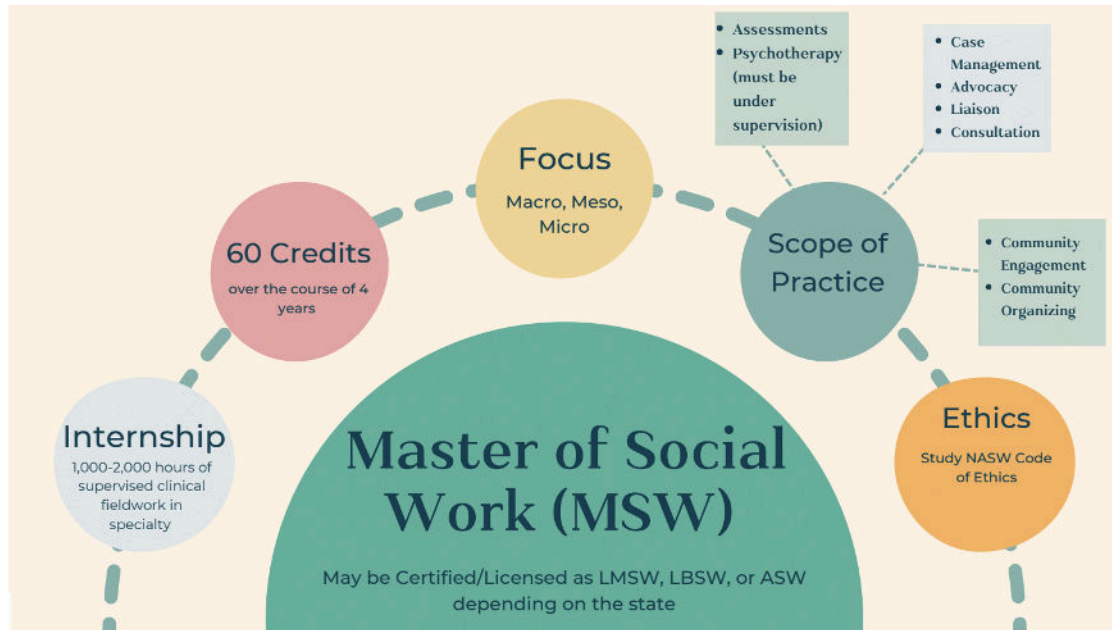 • Assessments
• Psychotherapy
(must be
under
supervision)
• Case
Management
• Advocacy
• Liaison
• Consultation
Focus
Macro, Meso,
Micro
60 Credits
over the course of 4
years
Scope of
Practice
• Community
Engagement
• Community
Organizing
Internship
1,000-2,000 hours of
supervised clinical
fieldwork in
specialty
Ethics
Study NASW Code
of Ethics
Master of Social
Work (MSW)
May be Certified/Licensed as LMSW, LBSW, or ASW
depending on the state